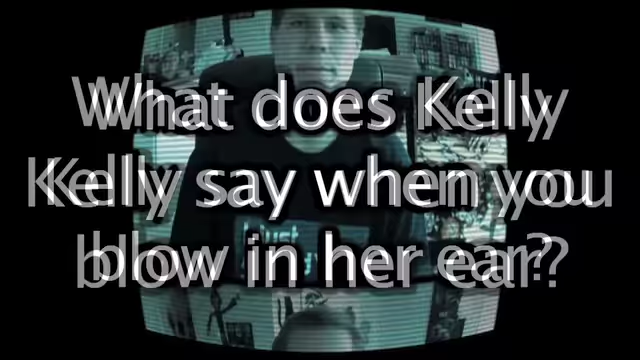 What does Kelly
Kelly say when you
blow in her ear?